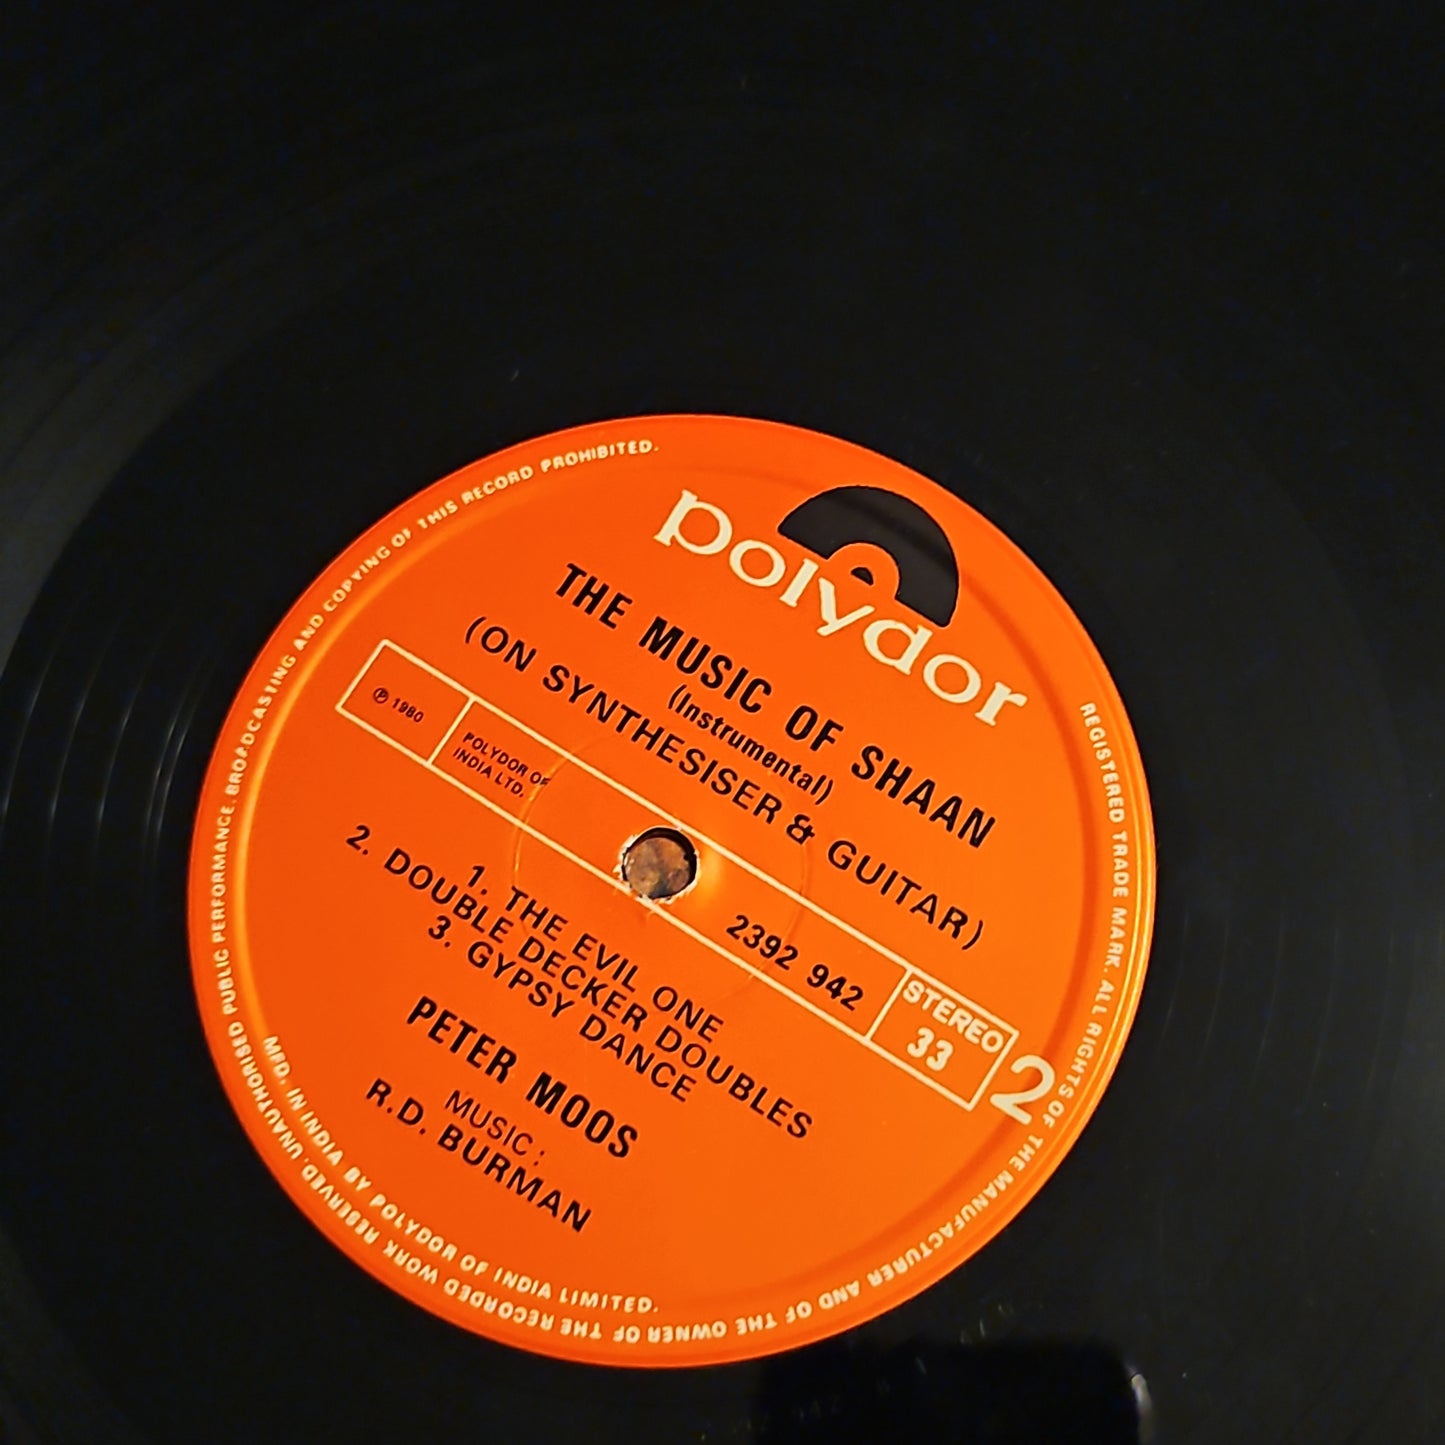 polydor
THE MUSIC OF SHAAN
(Instrumental)
(ON SYNTHESISER & GUITAR)
℗ 1980
POLYDOR OF
INDIA LTD.
2392 942
STEREO
33
2
1. THE EVIL ONE
2. DOUBLE DECKER DOUBLES
3. GYPSY DANCE
PETER MOOS
MUSIC:
R.D. BURMAN
MFD. IN INDIA BY POLYDOR OF INDIA LIMITED.
REGISTERED TRADE MARK. ALL RIGHTS OF THE MANUFACTURER AND OF THE OWNER OF THE RECORDED WORK RESERVED. UNAUTHORISED PUBLIC PERFORMANCE. BROADCASTING AND COPYING OF THIS RECORD PROHIBITED.